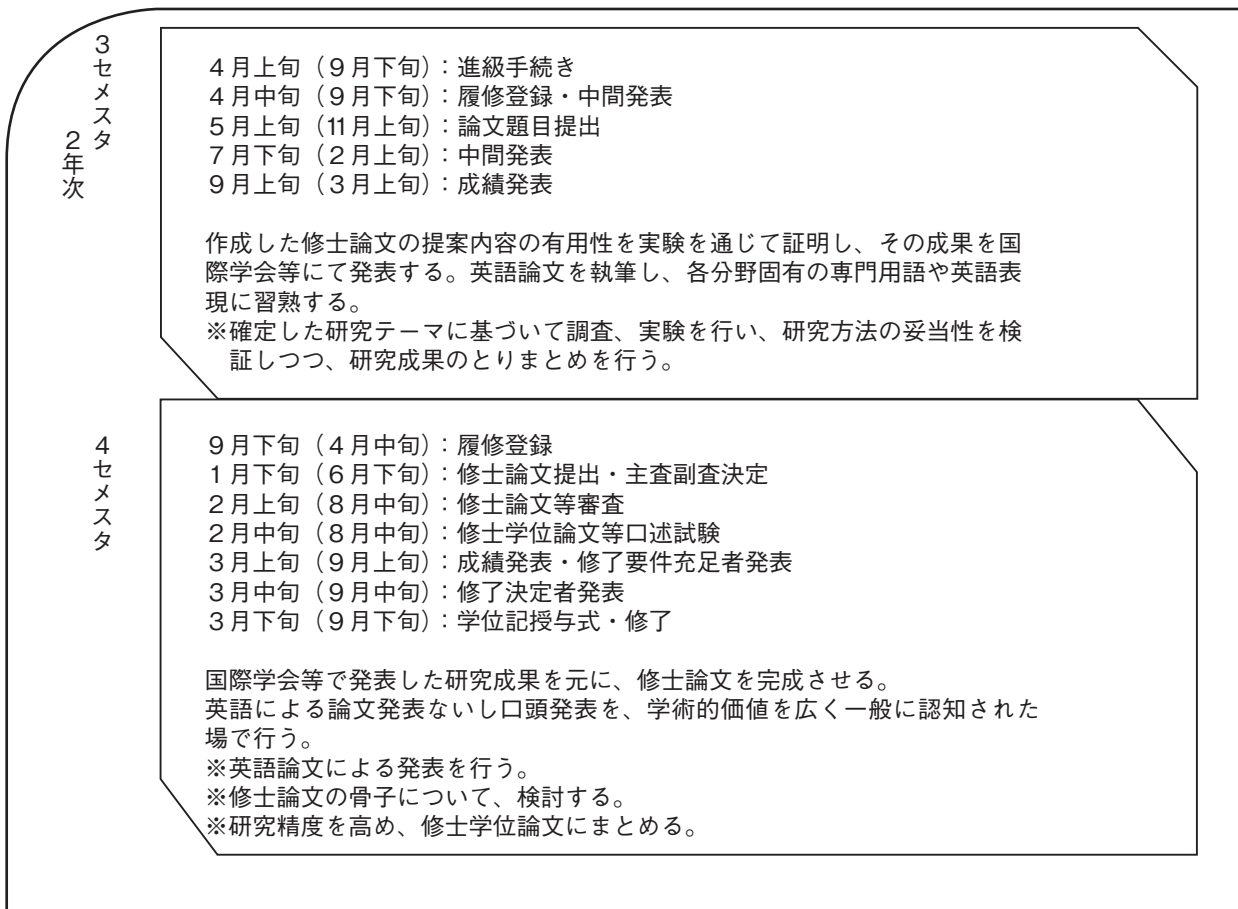 2年次
3セメスタ
4月上旬（9月下旬）：進級手続き
4月中旬（9月下旬）：履修登録・中間発表
5月上旬（11月上旬）：論文題目提出
7月下旬（2月上旬）：中間発表
9月上旬（3月上旬）：成績発表
作成した修士論文の提案内容の有用性を実験を通じて証明し、その成果を国
際学会等にて発表する。英語論文を執筆し、各分野固有の専門用語や英語表
現に習熟する。
※確定した研究テーマに基づいて調査、実験を行い、研究方法の妥当性を検
証しつつ、研究成果のとりまとめを行う。
4セメスタ
9月下旬（4月中旬）：履修登録
1月下旬（6月下旬）：修士論文提出・主査副査決定
2月上旬（8月中旬）：修士論文等審査
2月中旬（8月中旬）：修士学位論文等口述試験
3月上旬（9月上旬）：成績発表・修了要件充足者発表
3月中旬（9月中旬）：修了決定者発表
3月下旬（9月下旬）：学位記授与式・修了
国際学会等で発表した研究成果を元に、修士論文を完成させる。
英語による論文発表ないし口頭発表を、学術的価値を広く一般に認知された
場で行う。
※英語論文による発表を行う。
※修士論文の骨子について、検討する。
※研究精度を高め、修士学位論文にまとめる。